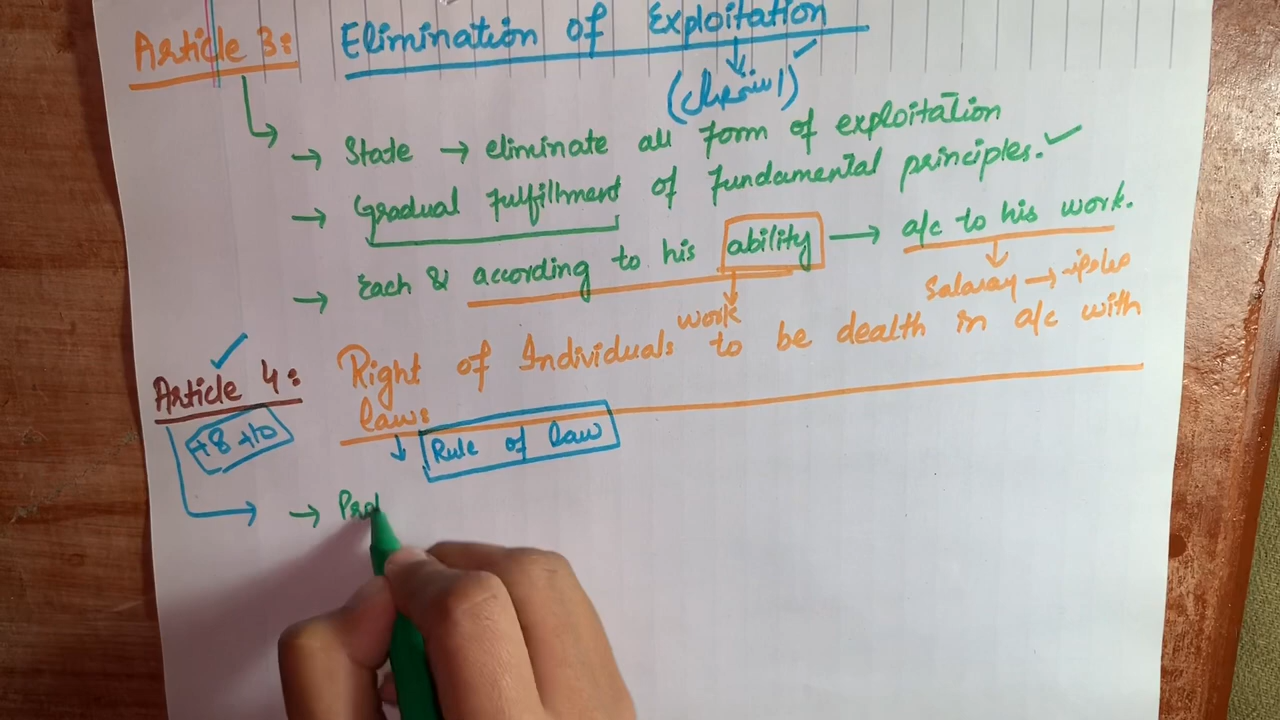 Article 3: Elimination of Exploitation
→ State → eliminate all form of exploitation
→ Gradual fulfillment of fundamental principles.
→ Each & according to his ability → a/c to his work.
work
Salaray →
Article 4: Right of Individuals to be dealth in a/c with
laws
+8 +10
Rule of law
→ Prot